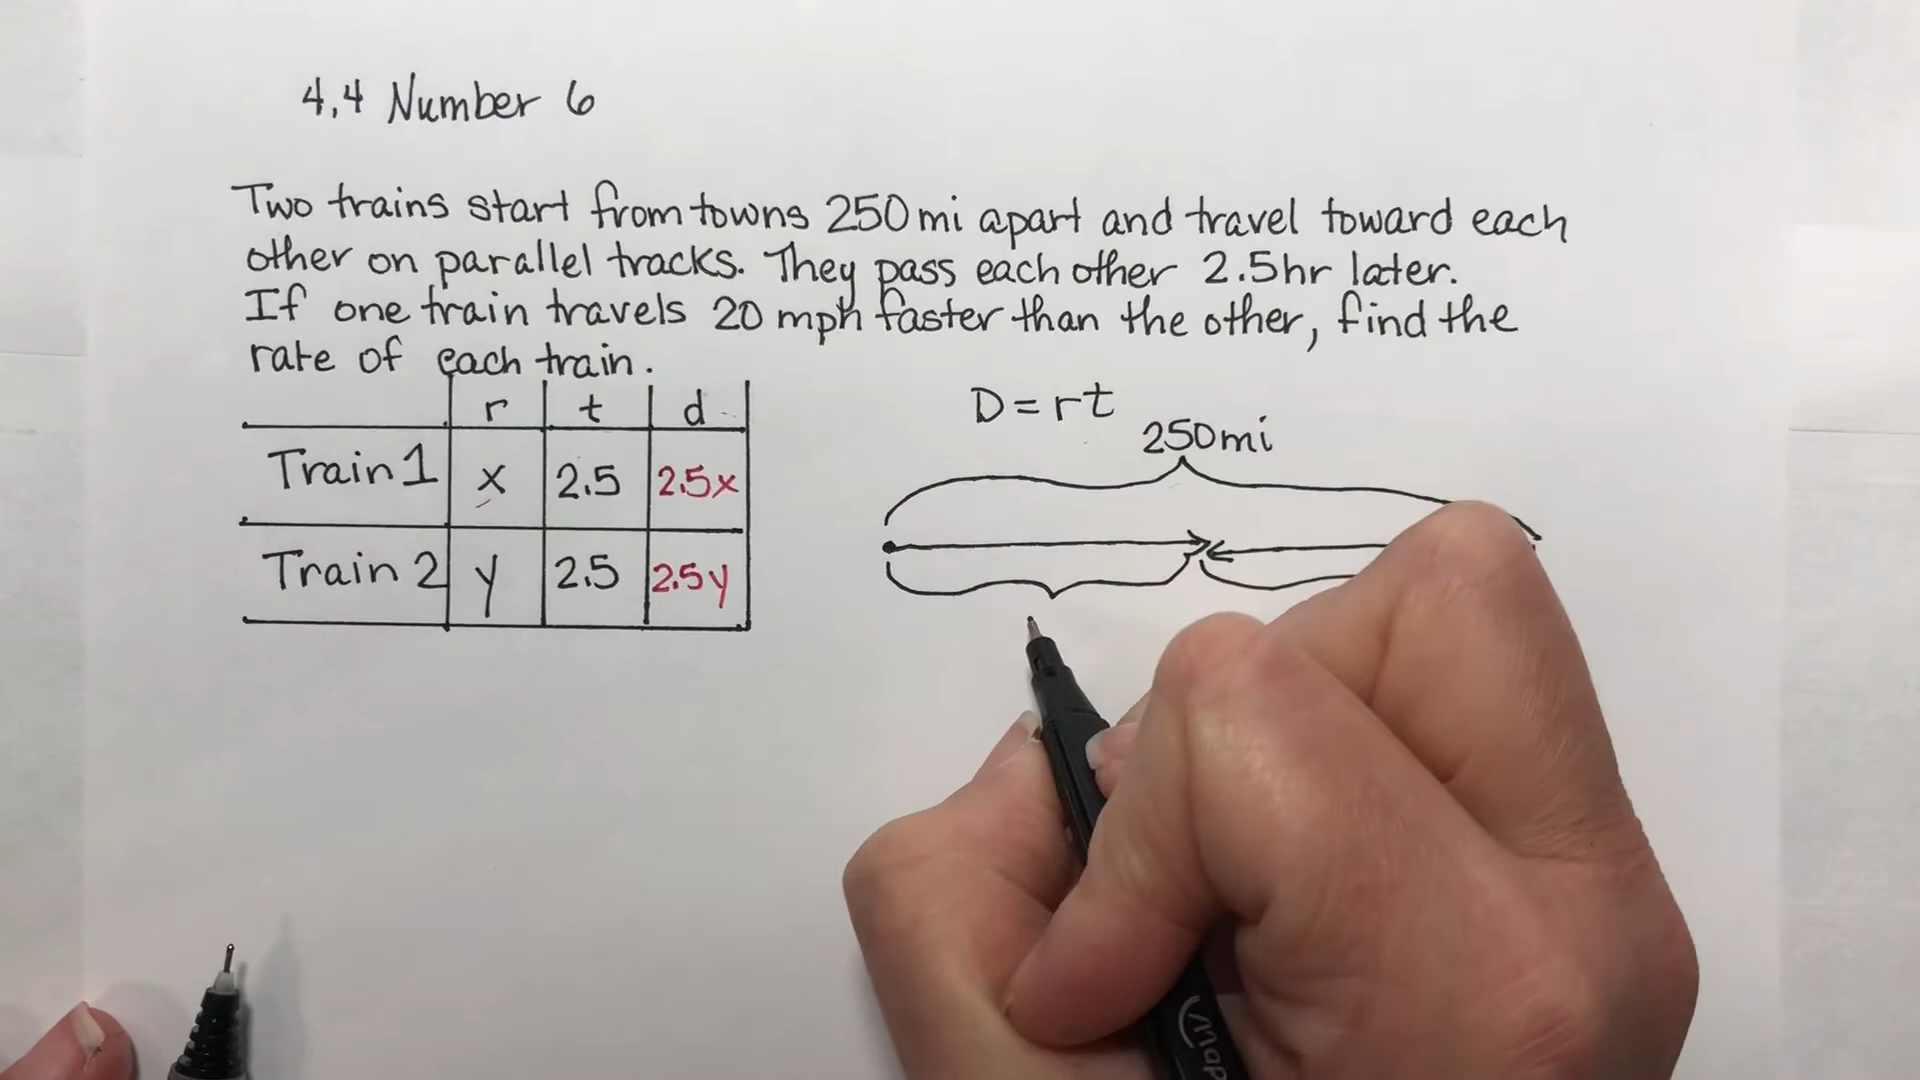 4,4 Number 6
Two trains start from towns 250 mi apart and travel toward each
other on parallel tracks. They pass each other 2.5hr later.
If one train travels 20 mph faster than the other, find the
rate of each train.
r t d
Train 1 x 2.5 2.5x
Train 2 y 2.5 2.5y
D = rt
250mi